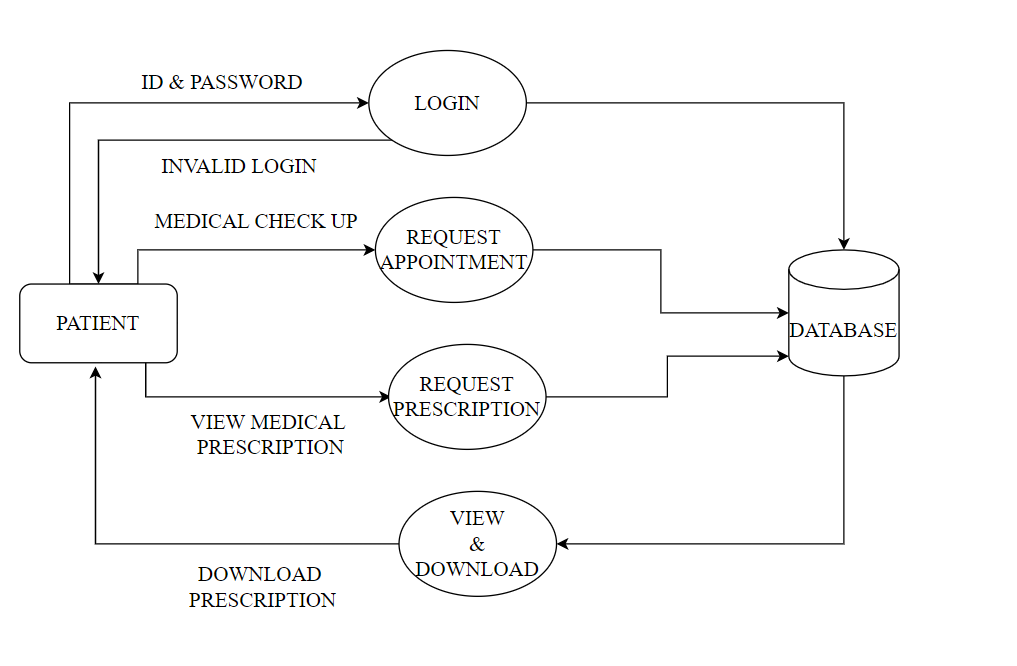 ID & PASSWORD
LOGIN
INVALID LOGIN
MEDICAL CHECK UP
REQUEST
APPOINTMENT
PATIENT
DATABASE
REQUEST
PRESCRIPTION
VIEW MEDICAL
PRESCRIPTION
VIEW
&
DOWNLOAD
DOWNLOAD
PRESCRIPTION